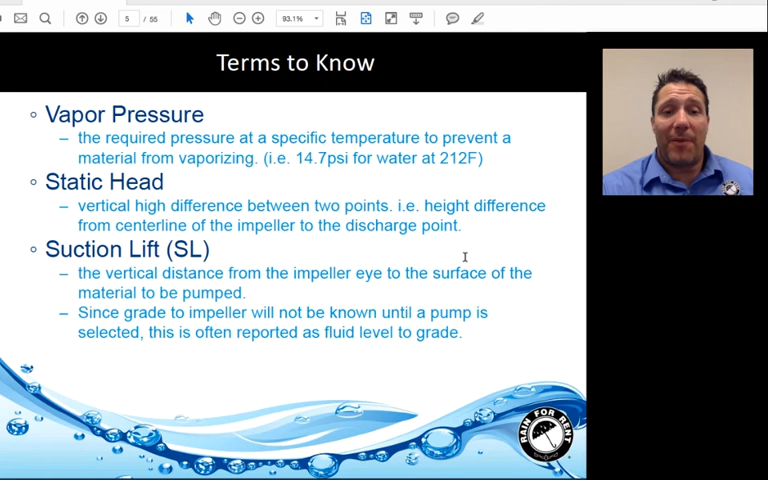 5 / 55
93.1%
Terms to Know
◦ Vapor Pressure
– the required pressure at a specific temperature to prevent a
material from vaporizing. (i.e. 14.7psi for water at 212F)
◦ Static Head
– vertical high difference between two points. i.e. height difference
from centerline of the impeller to the discharge point.
◦ Suction Lift (SL)
– the vertical distance from the impeller eye to the surface of the
material to be pumped.
– Since grade to impeller will not be known until a pump is
selected, this is often reported as fluid level to grade.
RAIN FOR RENT